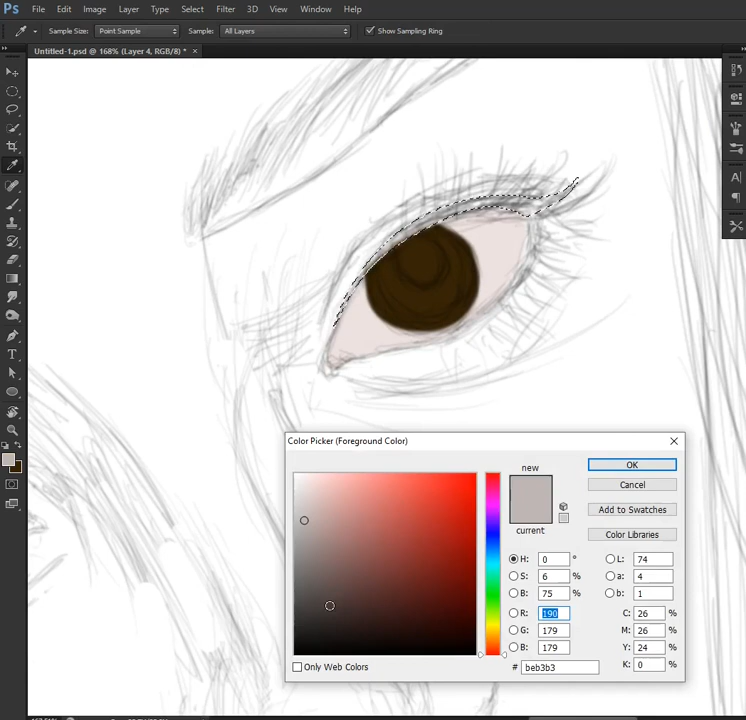 Ps File Edit Image Layer Type Select Filter 3D View Window Help
Sample Size: Point Sample Sample: All Layers Show Sampling Ring
Untitled-1.psd @ 168% (Layer 4, RGB/8) * ×
A|
T
Color Picker (Foreground Color)
new
OK
Cancel
Add to Swatches
current
Color Libraries
H: 0 ° L: 74
S: 6 % a: 4
B: 75 % b: 1
R: 190 C: 26 %
G: 179 M: 26 %
B: 179 Y: 24 %
Only Web Colors # beb3b3 K: 0 %